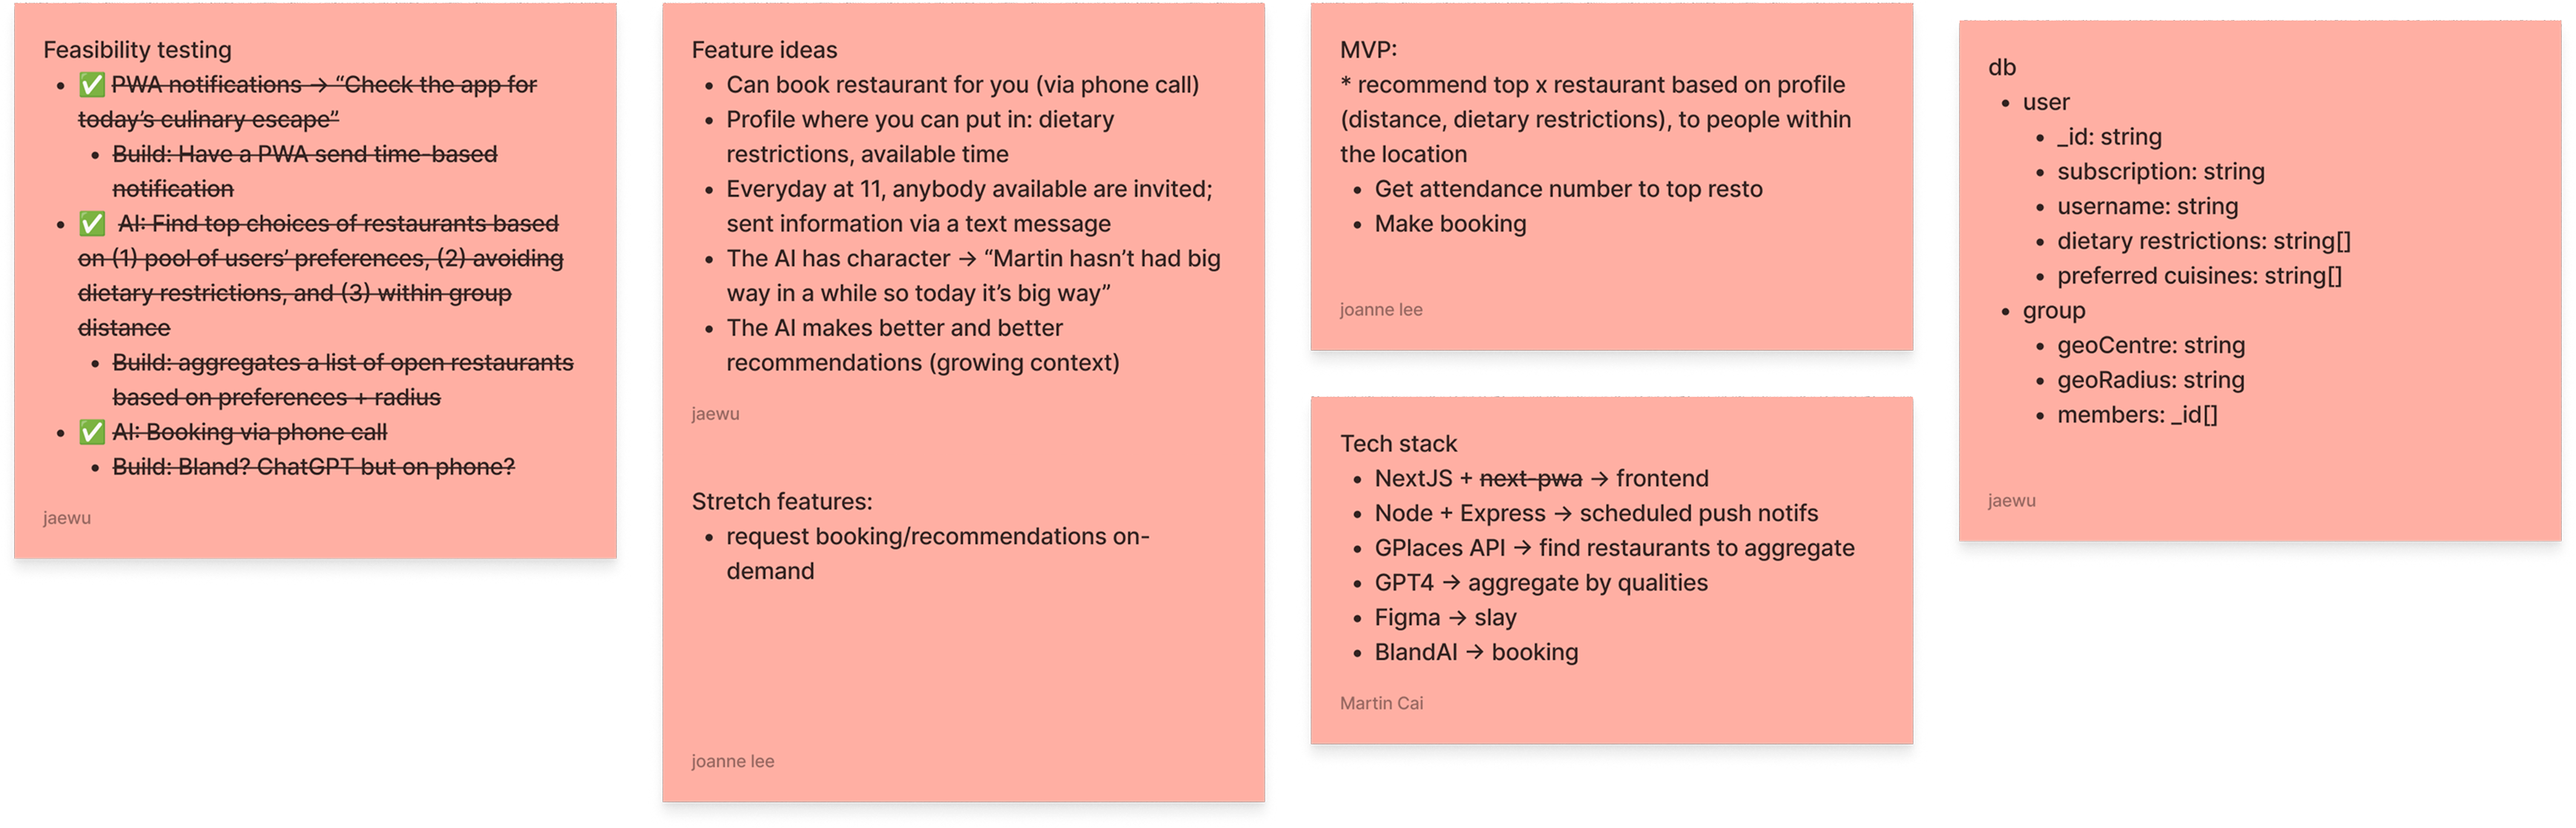 Feasibility testing
✅ PWA notifications → “Check the app for
today’s culinary escape”
Build: Have a PWA send time-based
notification
✅ AI: Find top choices of restaurants based
on (1) pool of users’ preferences, (2) avoiding
dietary restrictions, and (3) within group
distance
Build: aggregates a list of open restaurants
based on preferences + radius
✅ AI: Booking via phone call
Build: Bland? ChatGPT but on phone?
jaewu
Feature ideas
Can book restaurant for you (via phone call)
Profile where you can put in: dietary
restrictions, available time
Everyday at 11, anybody available are invited;
sent information via a text message
The AI has character → “Martin hasn’t had big
way in a while so today it’s big way”
The AI makes better and better
recommendations (growing context)
jaewu
Stretch features:
request booking/recommendations on-
demand
joanne lee
MVP:
* recommend top x restaurant based on profile
(distance, dietary restrictions), to people within
the location
Get attendance number to top resto
Make booking
joanne lee
Tech stack
NextJS + next-pwa → frontend
Node + Express → scheduled push notifs
GPlaces API → find restaurants to aggregate
GPT4 → aggregate by qualities
Figma → slay
BlandAI → booking
Martin Cai
db
user
_id: string
subscription: string
username: string
dietary restrictions: string[]
preferred cuisines: string[]
group
geoCentre: string
geoRadius: string
members: _id[]
jaewu